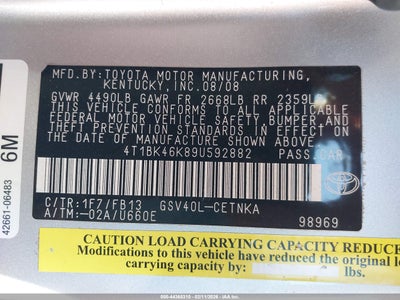 MFD.BY:TOYOTA MOTOR MANUFACTURING,
KENTUCKY,INC.08/08
GVWR 4490LB GAWR FR 2668LB RR 2359LB
THIS VEHICLE CONFORMS TO ALL APPLICABLE
FEDERAL MOTOR VEHICLE SAFETY, BUMPER,
AND THEFT PREVENTION STANDARDS IN EFFECT
ON THE DATE OF MANUFACTURE SHOWN ABOVE.
4T1BK46K89U592882 PASS.CAR
C/TR:1F7/FB13 GSV40L-CETNKA
A/TM:-02A/U660E
98969
TOYOTA
42661-06483 6M
CAUTION LOAD CARRYING CAPACITY REDUCED
Modifications to this vehicle have reduced the original
carrying capacity by lbs.